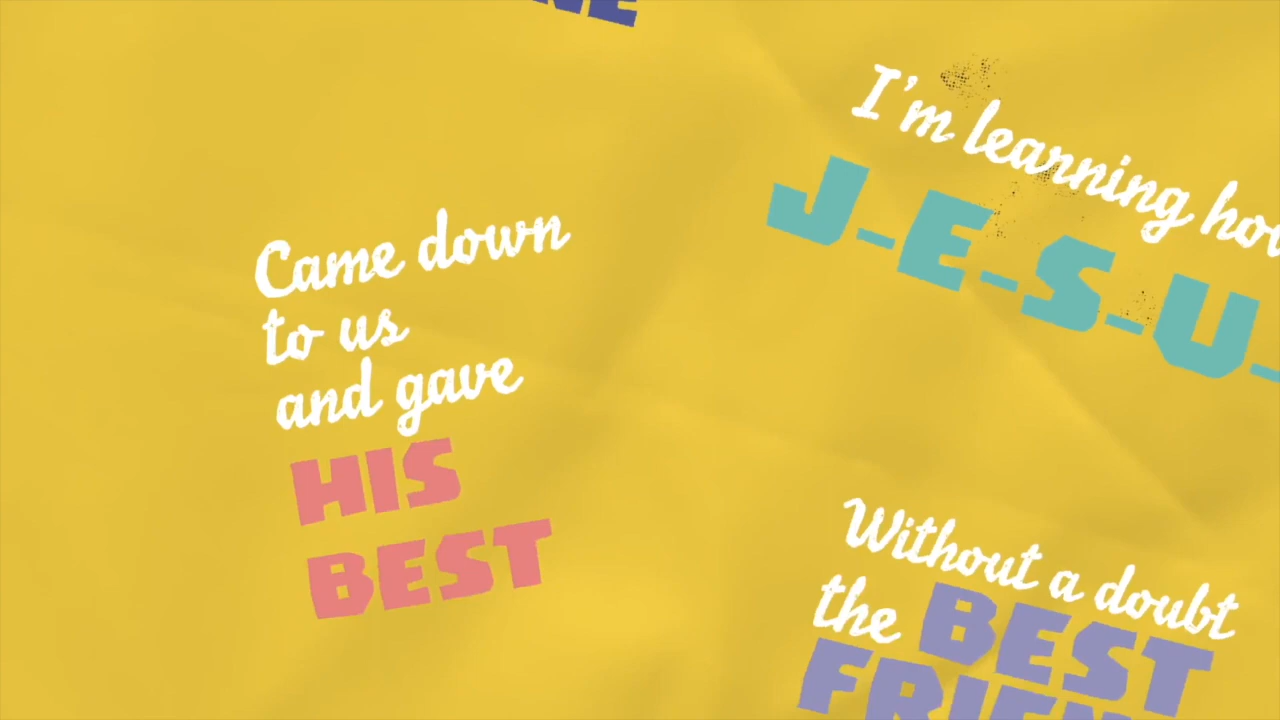 Came down
to us
and gave
HIS
BEST
I'm learning
J-E-S-U-
Without a doubt
the BEST